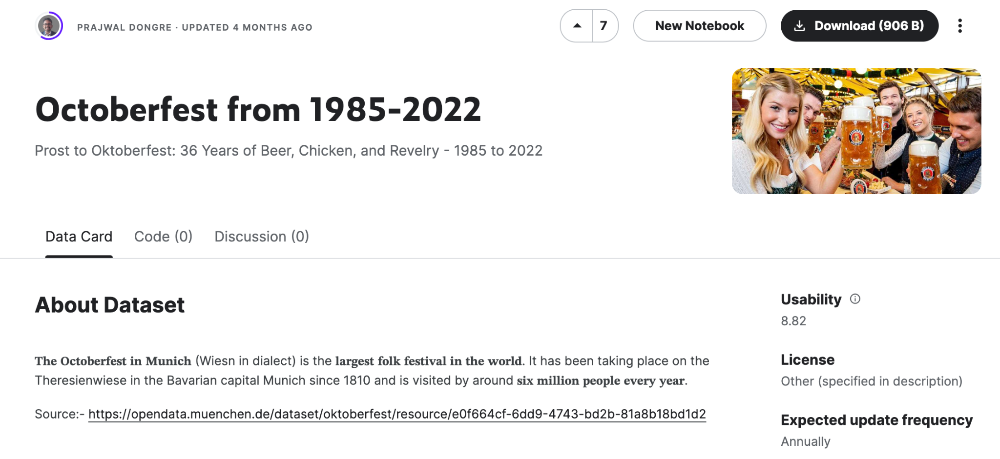 PRAJWAL DONGRE · UPDATED 4 MONTHS AGO
7
New Notebook
Download (906 B)
Octoberfest from 1985-2022
Prost to Oktoberfest: 36 Years of Beer, Chicken, and Revelry - 1985 to 2022
PAULANER
PAULANER
Data Card
Code (0)
Discussion (0)
About Dataset
The Octoberfest in Munich (Wiesn in dialect) is the largest folk festival in the world. It has been taking place on the
Theresienwiese in the Bavarian capital Munich since 1810 and is visited by around six million people every year.
Source:- https://opendata.muenchen.de/dataset/oktoberfest/resource/e0f664cf-6dd9-4743-bd2b-81a8b18bd1d2
Usability
8.82
License
Other (specified in description)
Expected update frequency
Annually